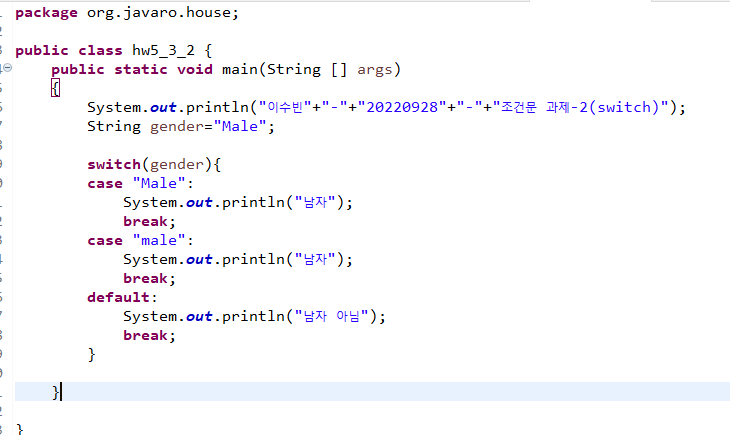 package org.javaro.house;
public class hw5_3_2 {
public static void main(String [] args)
{
System.out.println("이수빈"+"-"+"20220928"+"-"+"조건문 과제-2(switch)");
String gender="Male";
switch(gender){
case "Male":
System.out.println("남자");
break;
case "male":
System.out.println("남자");
break;
default:
System.out.println("남자 아님");
break;
}
}
}